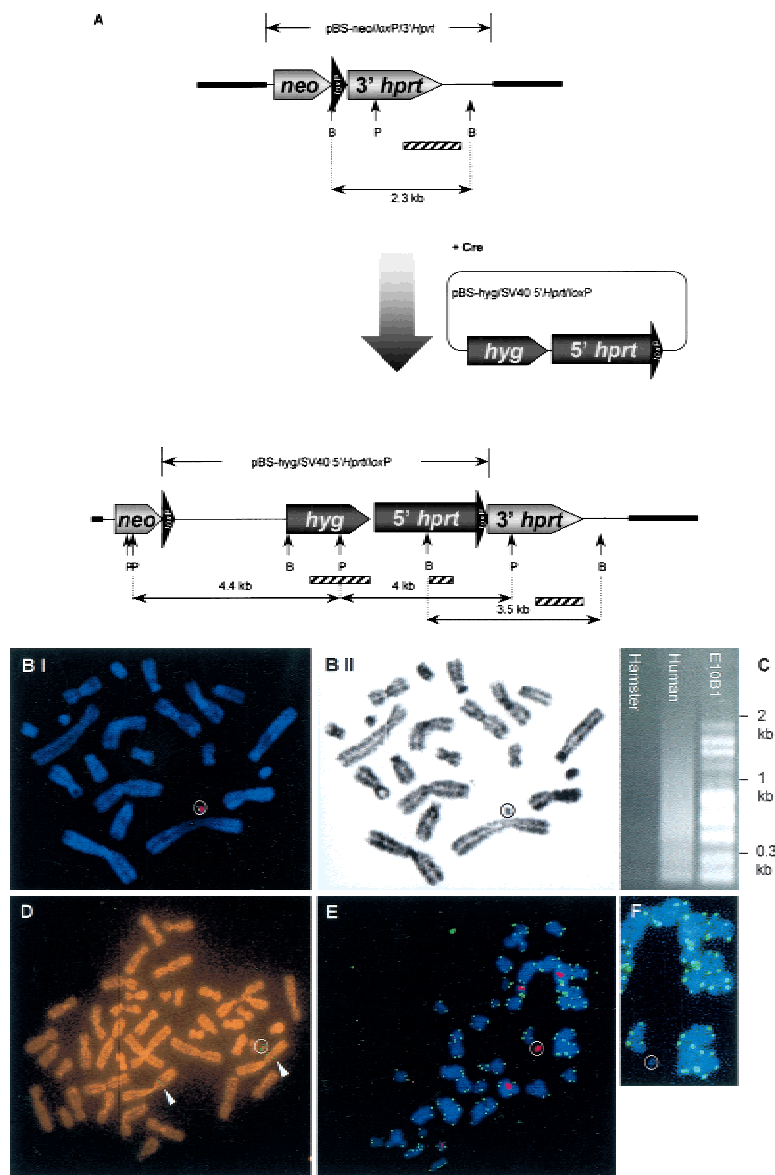 A
pBS-neo/loxP/3'Hprt
neo
3' hprt
B
P
B
2.3 kb
+ Cre
pBS-hyg/SV40 5'Hprt/loxP
hyg
5' hprt
loxP
pBS-hyg/SV40 5'Hprt/loxP
neo
hyg
5' hprt
3' hprt
P P
B
P
B
P
B
4.4 kb
4 kb
3.5 kb
B I
B II
Hamster
Human
E10B1
C
2
kb
1
kb
0.3
kb
D
E
F